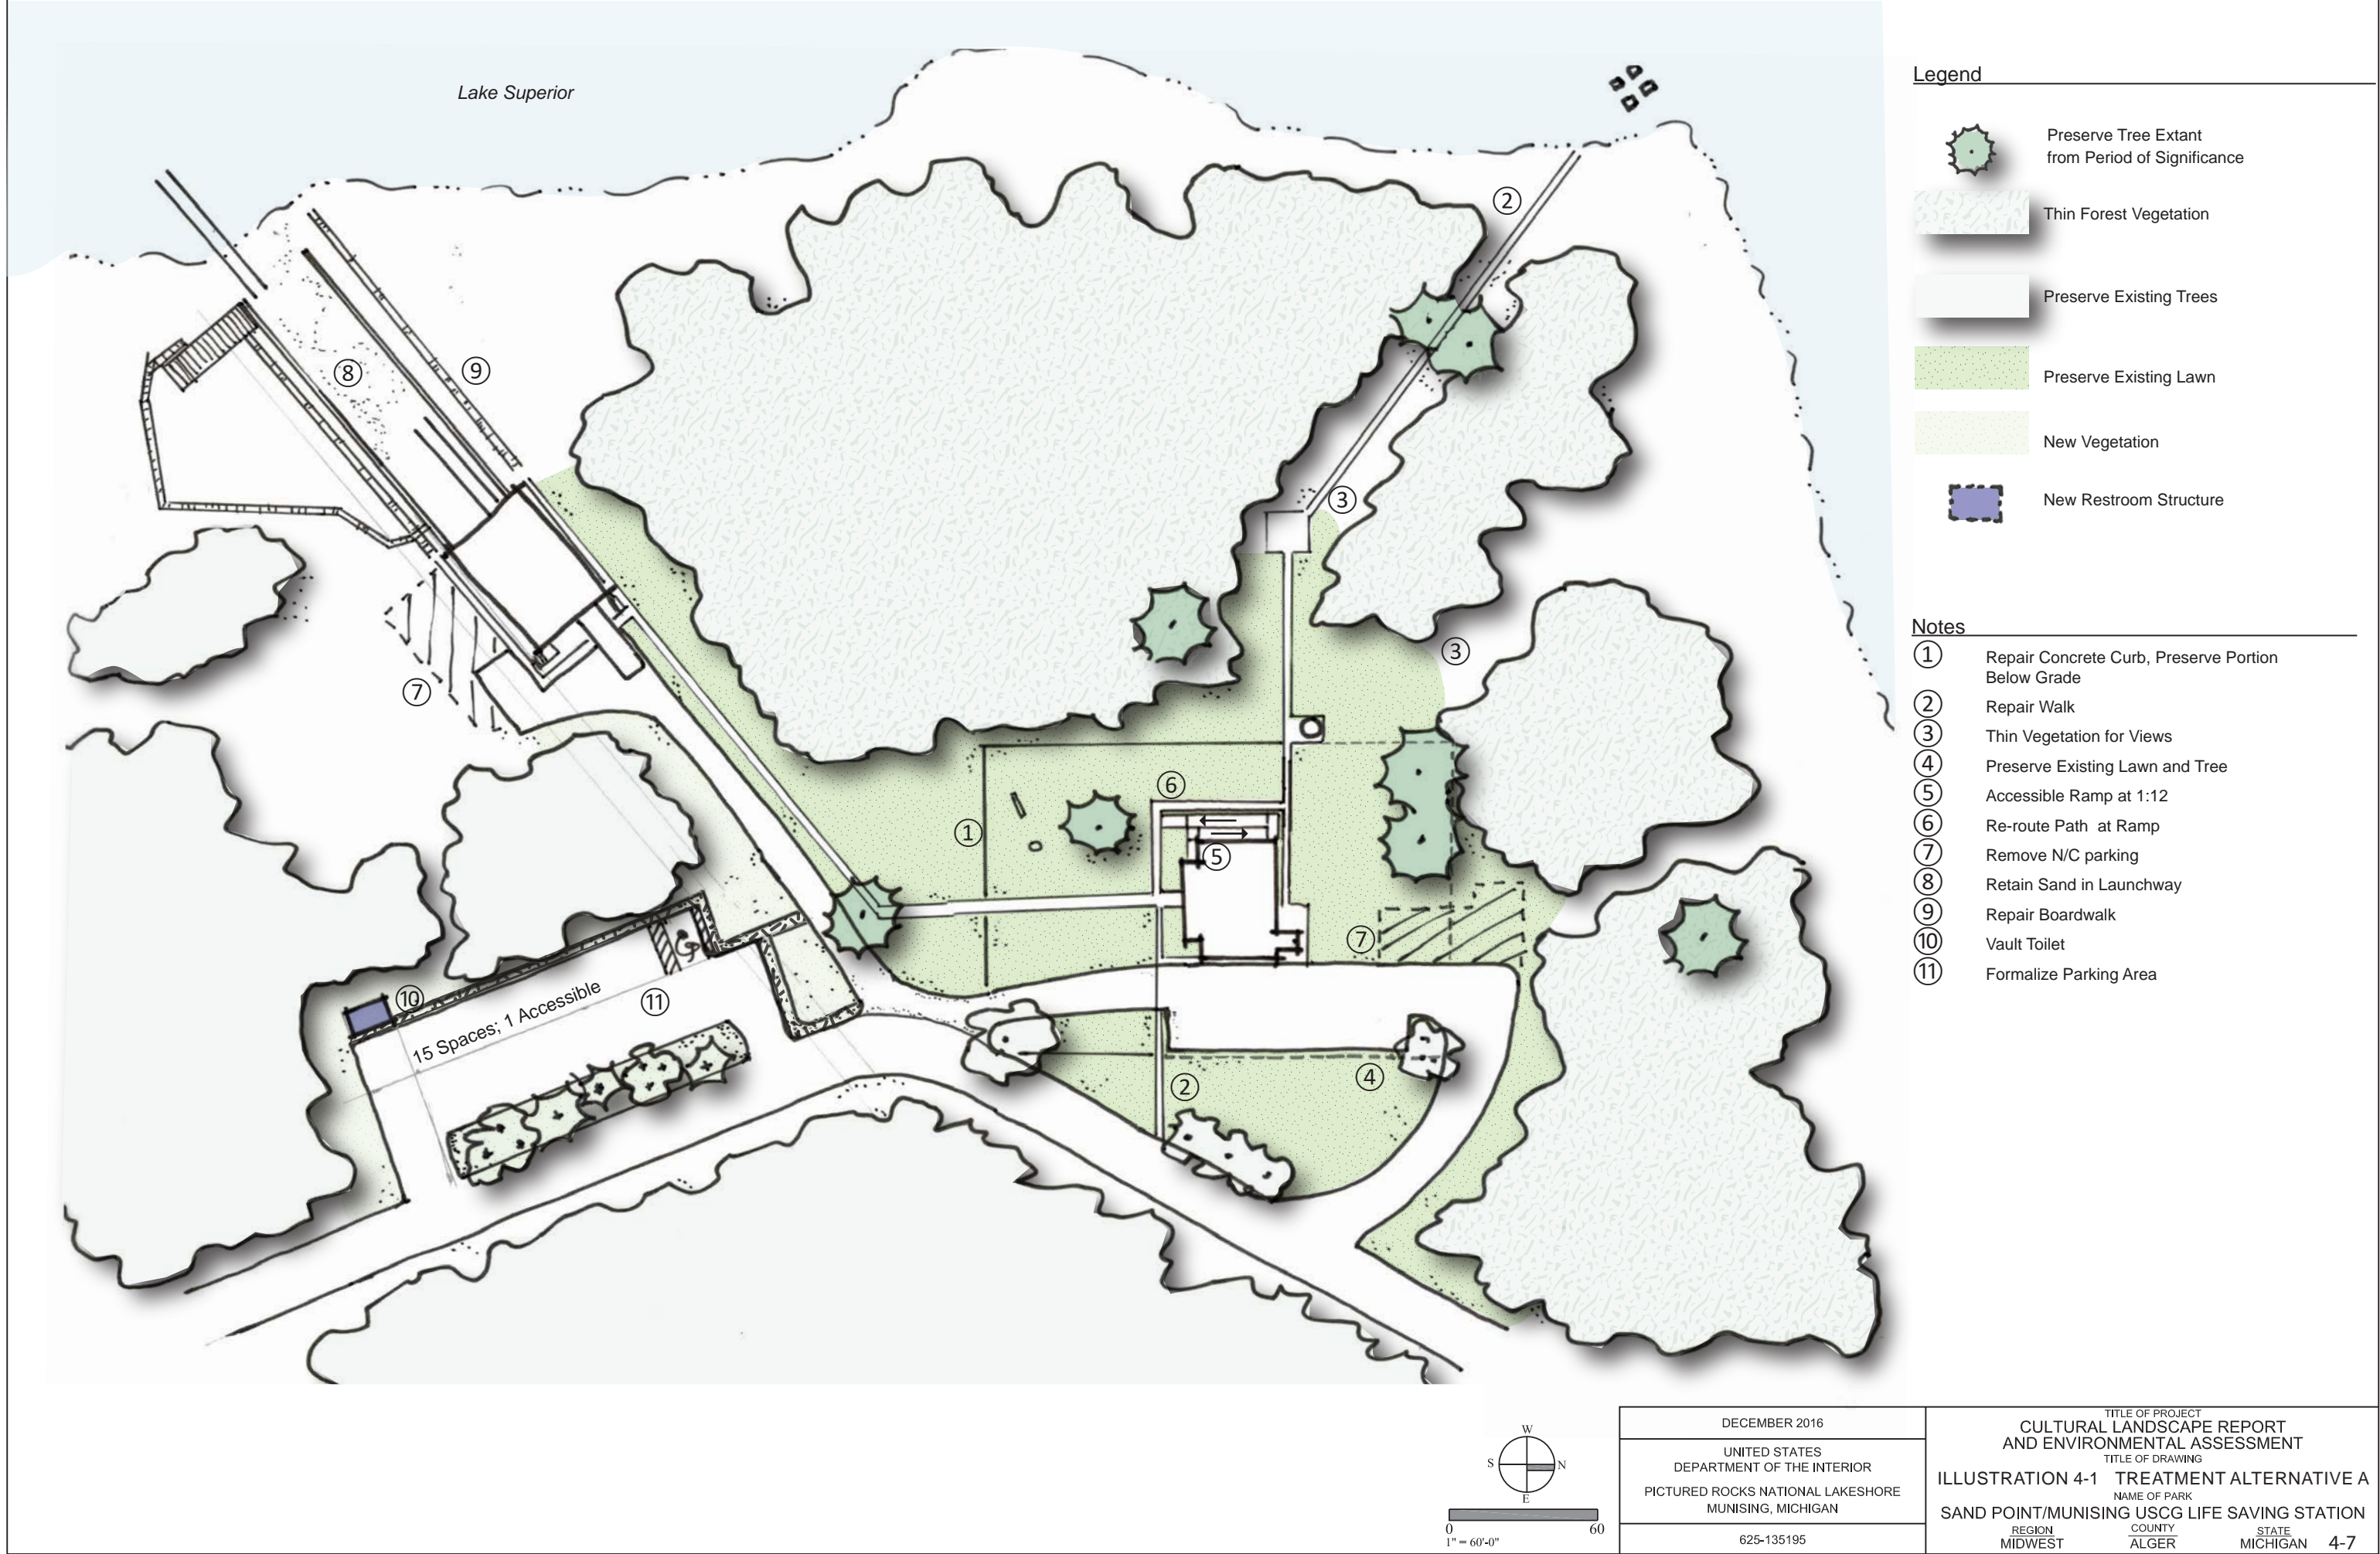 Lake Superior
2
9
8
3
7
3
6
1
5
7
10
11
15 Spaces; 1 Accessible
4
2
Legend
Preserve Tree Extant
from Period of Significance
Thin Forest Vegetation
Preserve Existing Trees
Preserve Existing Lawn
New Vegetation
New Restroom Structure
Notes
1 Repair Concrete Curb, Preserve Portion
Below Grade
2 Repair Walk
3 Thin Vegetation for Views
4 Preserve Existing Lawn and Tree
5 Accessible Ramp at 1:12
6 Re-route Path at Ramp
7 Remove N/C parking
8 Retain Sand in Launchway
9 Repair Boardwalk
10 Vault Toilet
11 Formalize Parking Area
W
S N
E
0 60
1" = 60'-0"
DECEMBER 2016
UNITED STATES
DEPARTMENT OF THE INTERIOR
PICTURED ROCKS NATIONAL LAKESHORE
MUNISING, MICHIGAN
625-135195
TITLE OF PROJECT
CULTURAL LANDSCAPE REPORT
AND ENVIRONMENTAL ASSESSMENT
TITLE OF DRAWING
ILLUSTRATION 4-1 TREATMENT ALTERNATIVE A
NAME OF PARK
SAND POINT/MUNISING USCG LIFE SAVING STATION
REGION COUNTY STATE
MIDWEST ALGER MICHIGAN 4-7